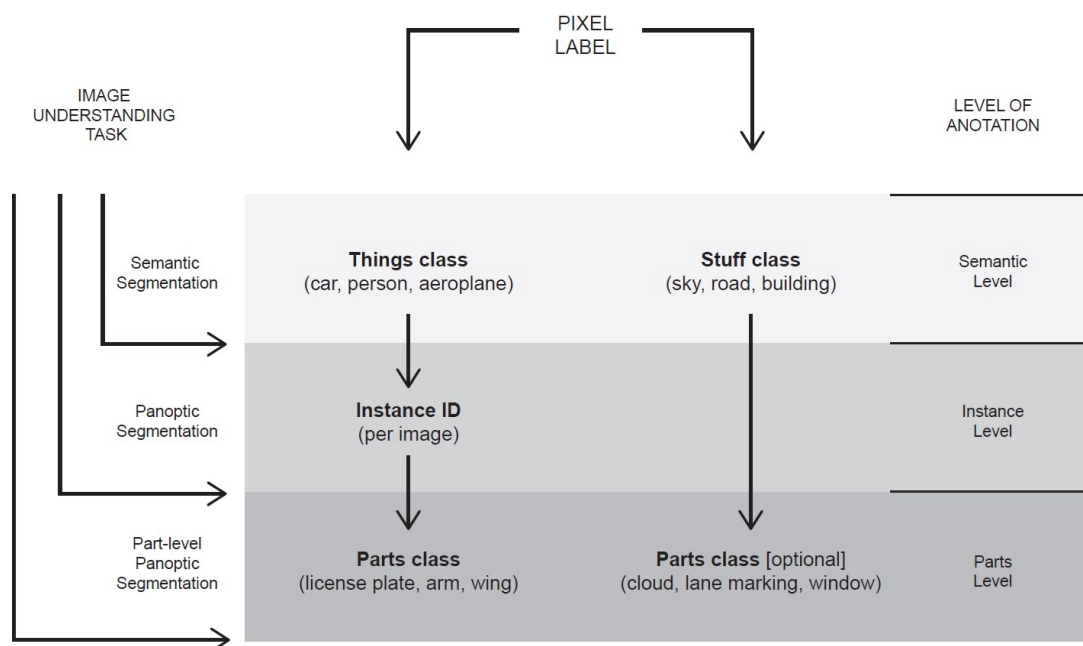 PIXEL
LABEL
IMAGE
UNDERSTANDING
TASK
LEVEL OF
ANOTATION
Semantic
Segmentation
Things class
(car, person, aeroplane)
Stuff class
(sky, road, building)
Semantic
Level
Panoptic
Segmentation
Instance ID
(per image)
Instance
Level
Part-level
Panoptic
Segmentation
Parts class
(license plate, arm, wing)
Parts class [optional]
(cloud, lane marking, window)
Parts
Level